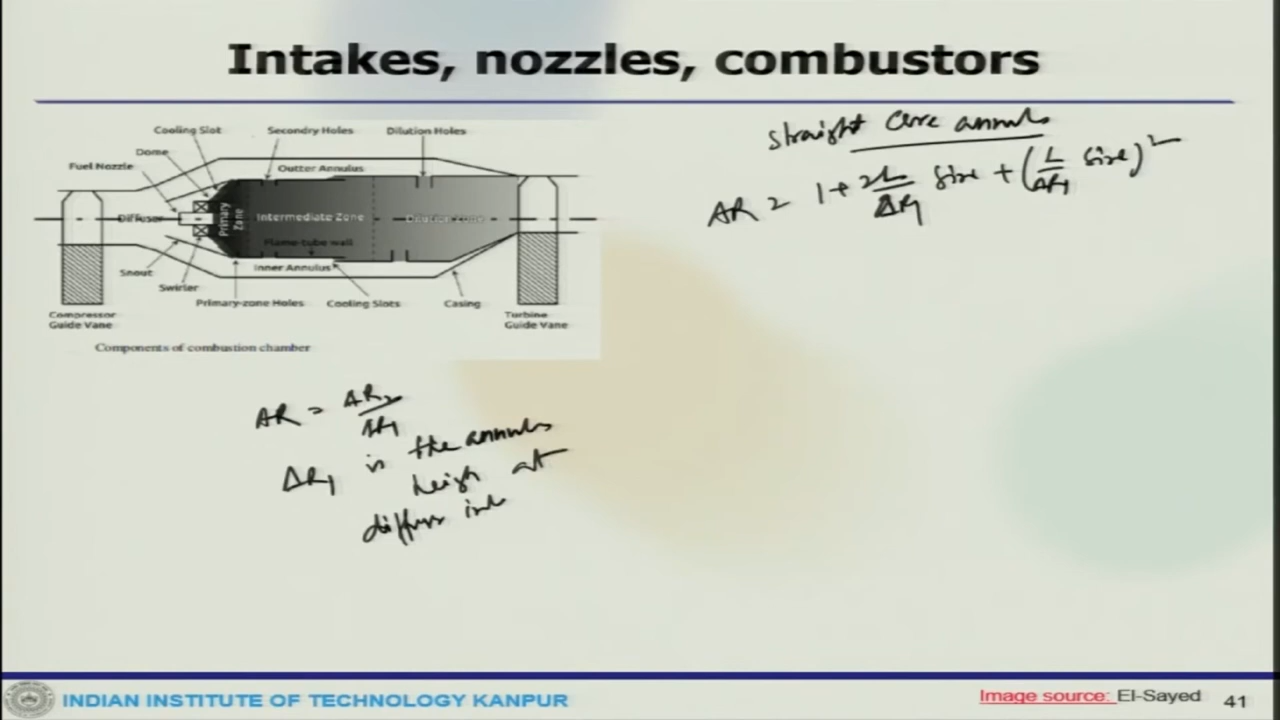 Intakes, nozzles, combustors
Cooling Slot
Secondry Holes
Dilution Holes
Dome
Fuel Nozzle
Outter Annulus
Diffuser
Primary Zone
Intermediate Zone
Dilution Zone
Flame-tube wall
Snout
Inner Annulus
Swirler
Primary-zone Holes
Cooling Slots
Casing
Compressor
Guide Vane
Turbine
Guide Vane
Components of combustion chamber
straight core annulus
AR = 1 + 2L/ΔR1 sinα + (L/ΔR1 sinα)²
AR = ΔR2/ΔR1
ΔR1 is the annulus
heigh at
diffuser inlet
INDIAN INSTITUTE OF TECHNOLOGY KANPUR
Image source: El-Sayed
41